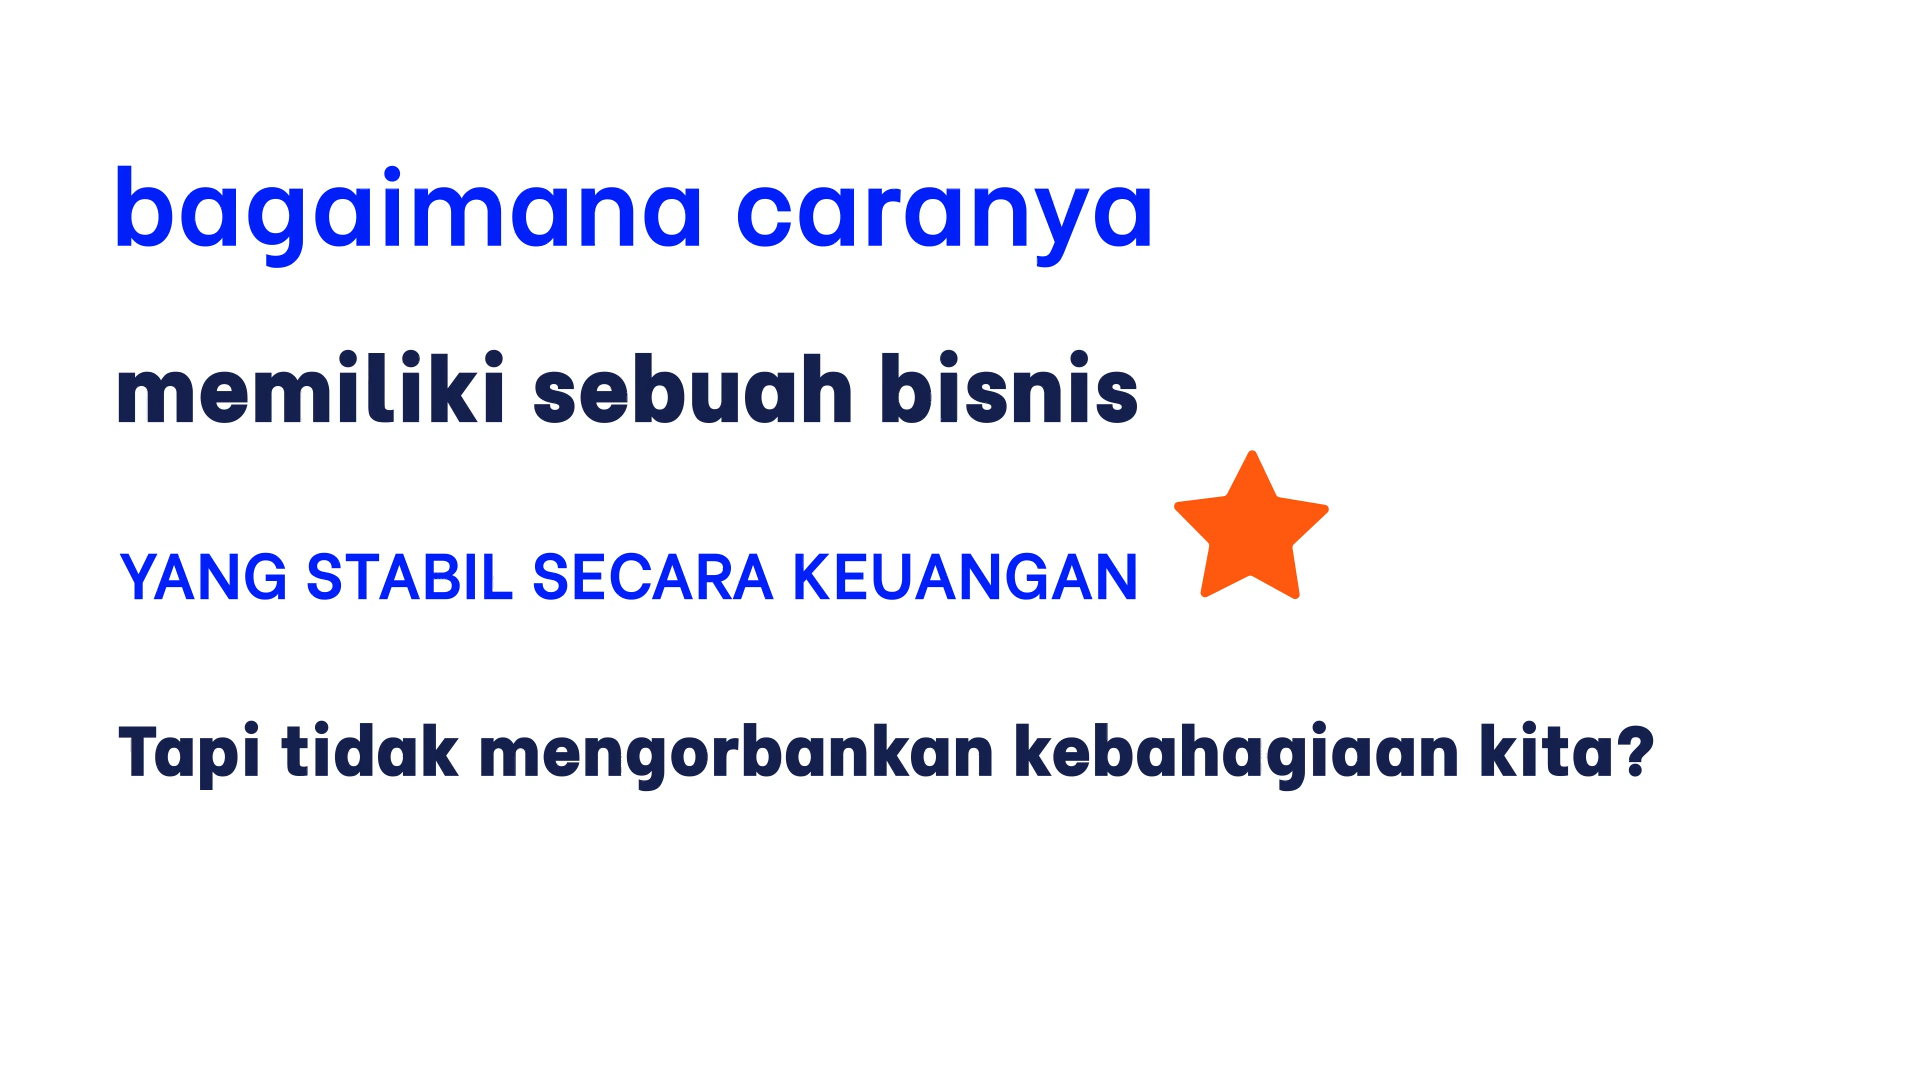 bagaimana caranya
memiliki sebuah bisnis
YANG STABIL SECARA KEUANGAN
Tapi tidak mengorbankan kebahagiaan kita?